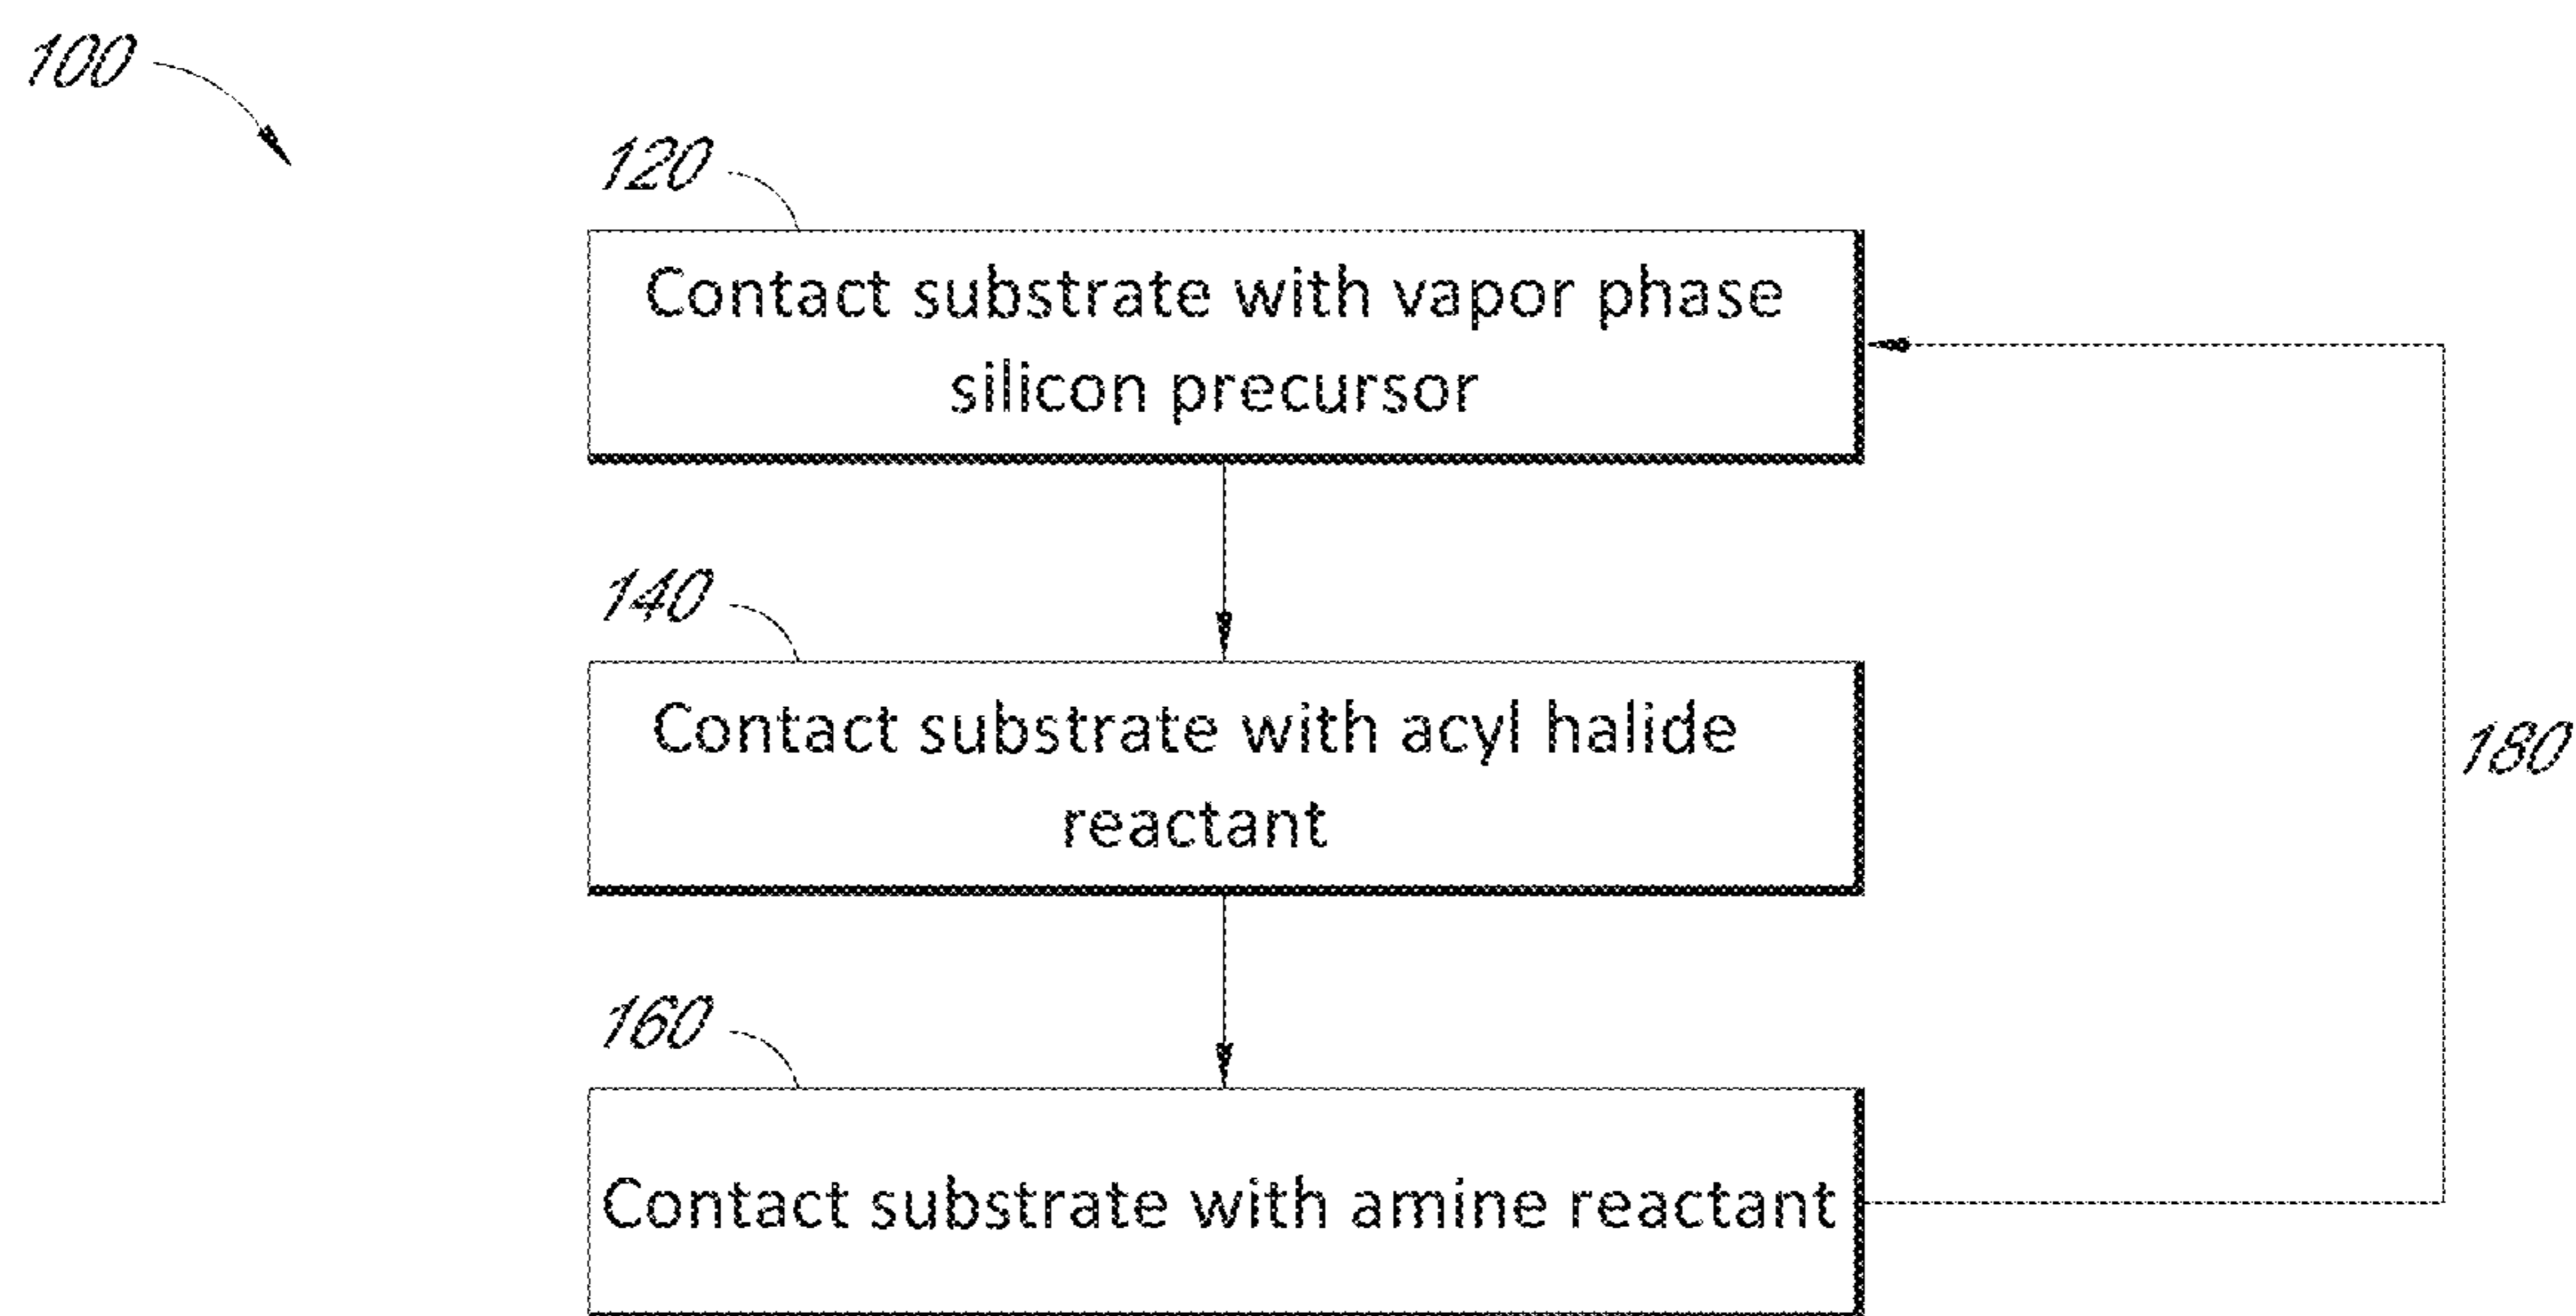 100
120
Contact substrate with vapor phase
silicon precursor
140
Contact substrate with acyl halide
reactant
180
160
Contact substrate with amine reactant